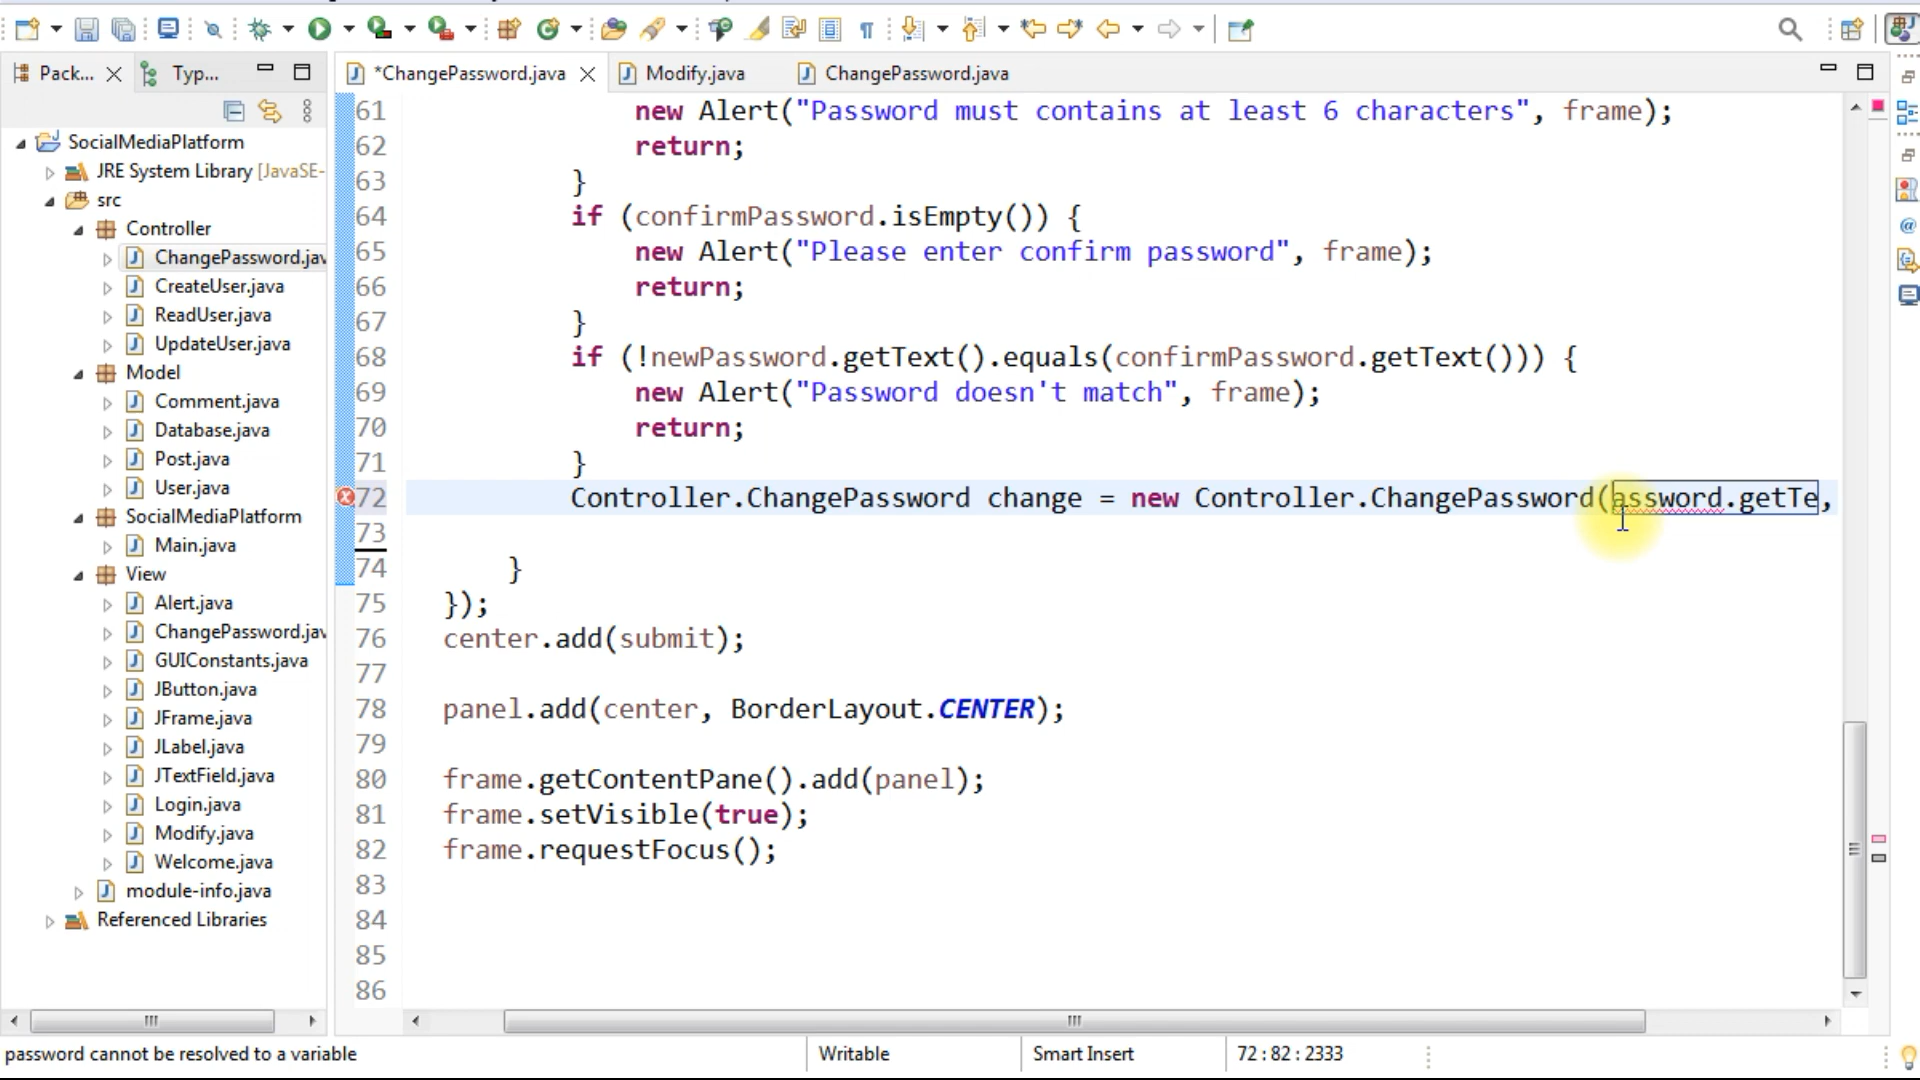 Pack...
Typ...
*ChangePassword.java
Modify.java
ChangePassword.java
SocialMediaPlatform
JRE System Library [JavaSE-
src
Controller
ChangePassword.jav
CreateUser.java
ReadUser.java
UpdateUser.java
Model
Comment.java
Database.java
Post.java
User.java
SocialMediaPlatform
Main.java
View
Alert.java
ChangePassword.jav
GUIConstants.java
JButton.java
JFrame.java
JLabel.java
JTextField.java
Login.java
Modify.java
Welcome.java
module-info.java
Referenced Libraries
61 new Alert("Password must contains at least 6 characters", frame);
62 return;
63 }
64 if (confirmPassword.isEmpty()) {
65 new Alert("Please enter confirm password", frame);
66 return;
67 }
68 if (!newPassword.getText().equals(confirmPassword.getText())) {
69 new Alert("Password doesn't match", frame);
70 return;
71 }
72 Controller.ChangePassword change = new Controller.ChangePassword(assword.getTe,
73
74 }
75 });
76 center.add(submit);
77
78 panel.add(center, BorderLayout.CENTER);
79
80 frame.getContentPane().add(panel);
81 frame.setVisible(true);
82 frame.requestFocus();
83
84
85
86
password cannot be resolved to a variable
Writable
Smart Insert
72 : 82 : 2333